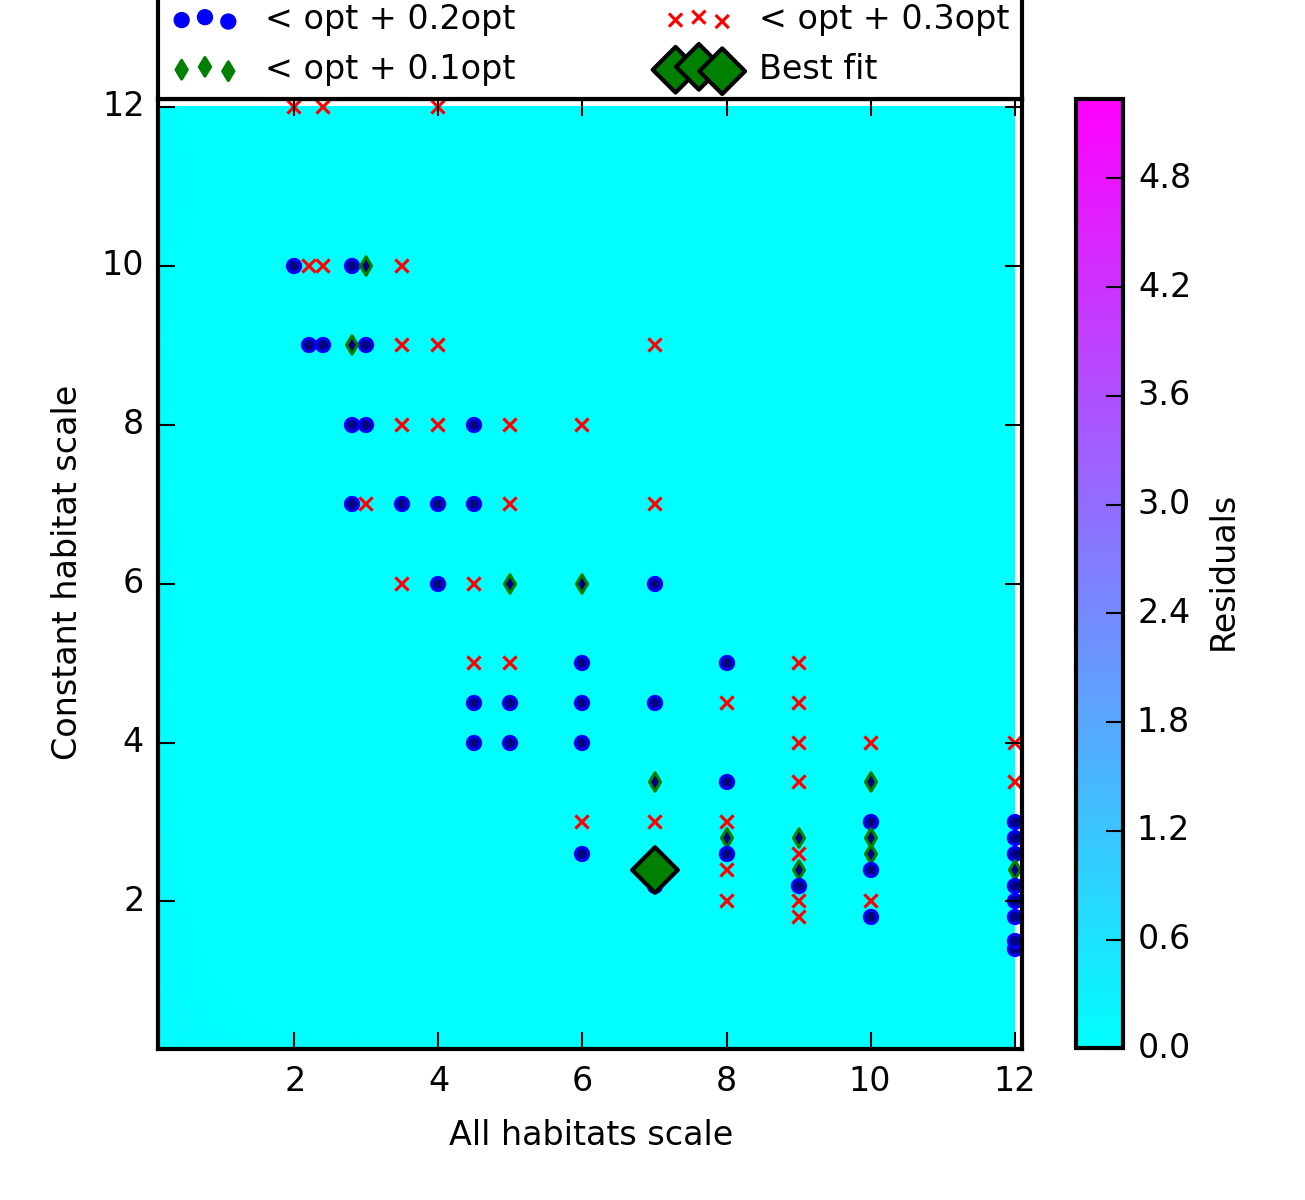 < opt + 0.2opt
< opt + 0.3opt
< opt + 0.1opt
Best fit
12
10
8
6
4
2
Constant habitat scale
2 4 6 8 10 12
All habitats scale
4.8
4.2
3.6
3.0
2.4
1.8
1.2
0.6
0.0
Residuals